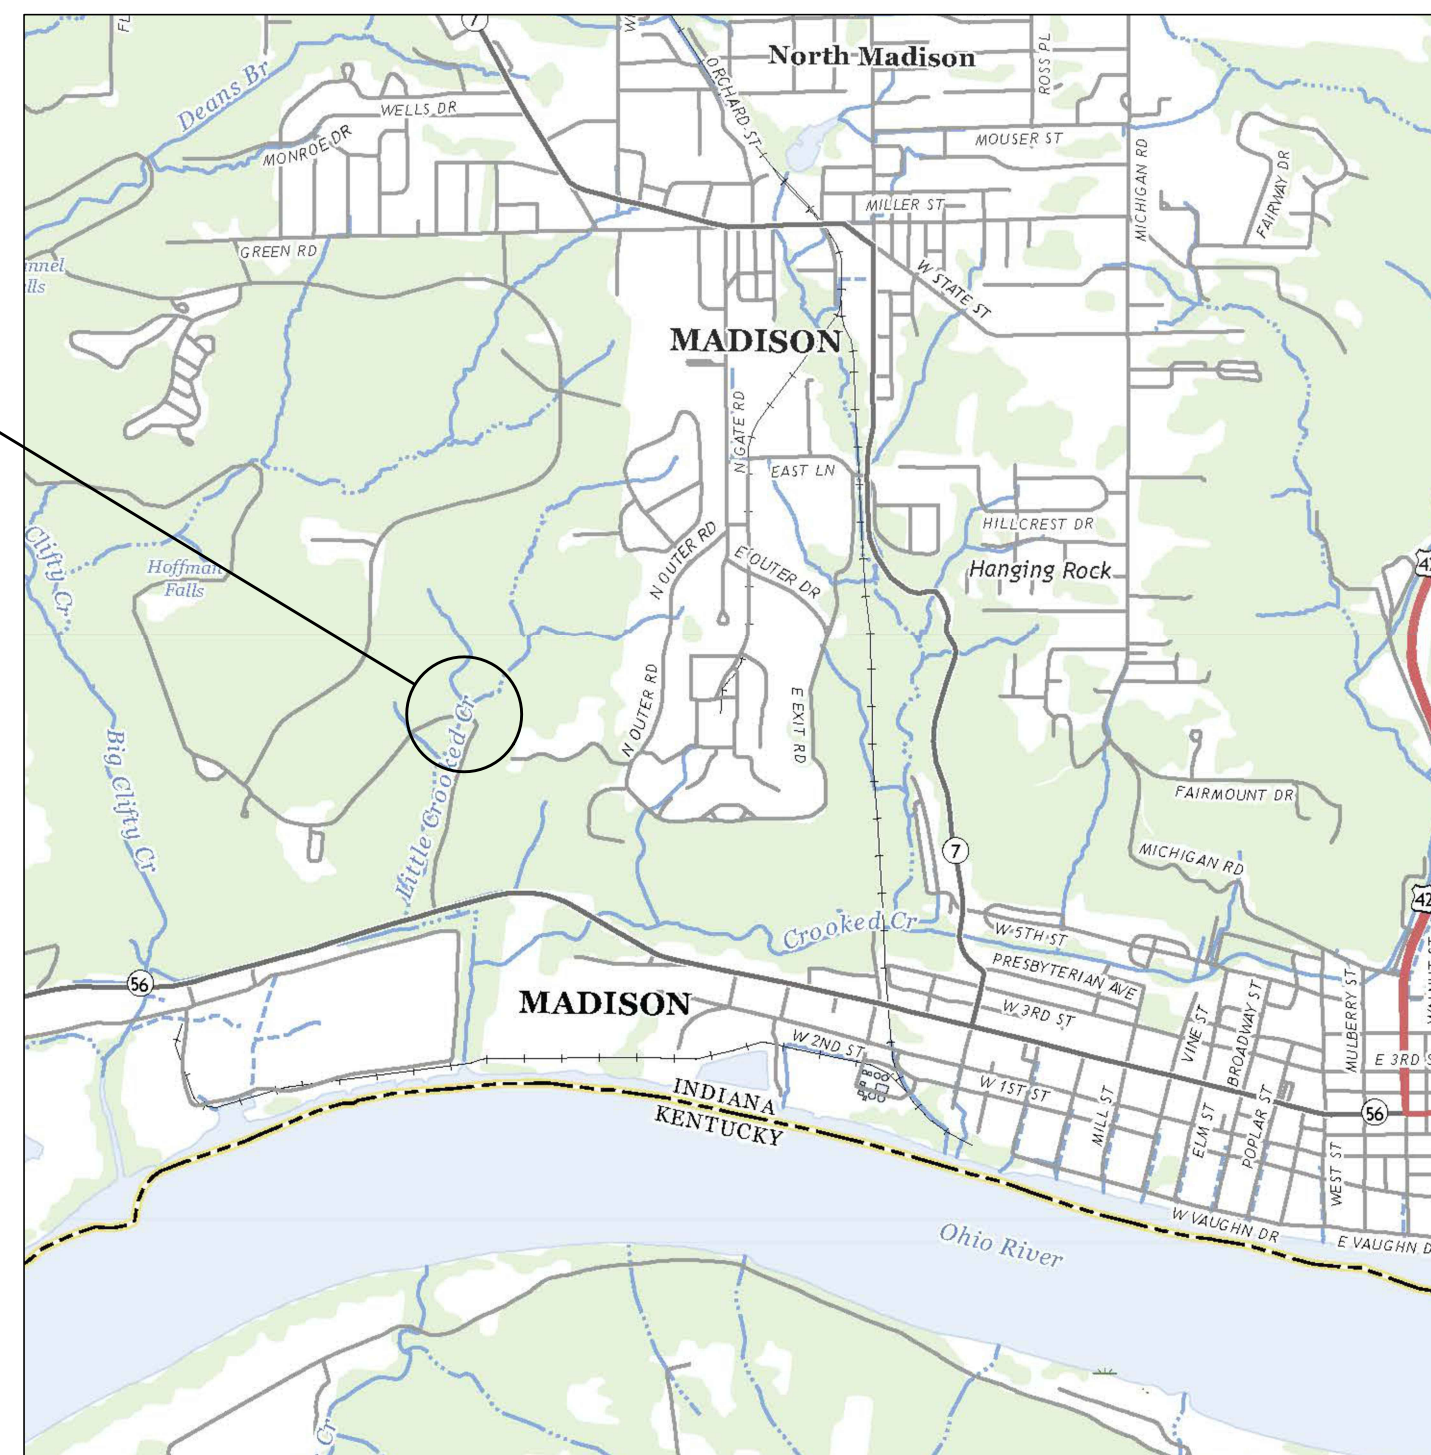 7
North Madison
ROSS PL
Deans Br
ORCHARD ST
WELLS DR
MONROE DR
MOUSER ST
MICHIGAN RD
FAIRWAY DR
MILLER ST
GREEN RD
W STATE ST
MADISON
N GATE RD
EAST LN
HILLCREST DR
Clifty Cr
Hoffman
Falls
N OUTER RD
E OUTER DR
Hanging Rock
N OUTER RD
E EXIT RD
Little Crooked Cr
Big Clifty Cr
FAIRMOUNT DR
MICHIGAN RD
7
Crooked Cr
W 5TH ST
PRESBYTERIAN AVE
56
MADISON
W 3RD ST
W 2ND ST
VINE ST
BROADWAY ST
MULBERRY ST
E 3RD S
W 1ST ST
INDIANA
KENTUCKY
MILL ST
ELM ST
POPLAR ST
56
WEST ST
W VAUGHN DR
E VAUGHN D
Ohio River
Cr